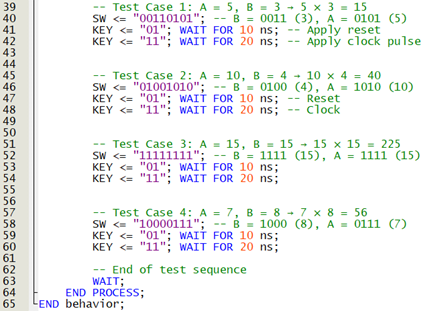 39 -- Test Case 1: A = 5, B = 3 → 5 × 3 = 15
40 SW <= "00110101"; -- B = 0011 (3), A = 0101 (5)
41 KEY <= "01"; WAIT FOR 10 ns; -- Apply reset
42 KEY <= "11"; WAIT FOR 20 ns; -- Apply clock pulse
43
44
45 -- Test Case 2: A = 10, B = 4 → 10 × 4 = 40
46 SW <= "01001010"; -- B = 0100 (4), A = 1010 (10)
47 KEY <= "01"; WAIT FOR 10 ns; -- Reset
48 KEY <= "11"; WAIT FOR 20 ns; -- Clock
49
50
51 -- Test Case 3: A = 15, B = 15 → 15 × 15 = 225
52 SW <= "11111111"; -- B = 1111 (15), A = 1111 (15)
53 KEY <= "01"; WAIT FOR 10 ns;
54 KEY <= "11"; WAIT FOR 20 ns;
55
56
57 -- Test Case 4: A = 7, B = 8 → 7 × 8 = 56
58 SW <= "10000111"; -- B = 1000 (8), A = 0111 (7)
59 KEY <= "01"; WAIT FOR 10 ns;
60 KEY <= "11"; WAIT FOR 20 ns;
61
62 -- End of test sequence
63 WAIT;
64 END PROCESS;
65 END behavior;